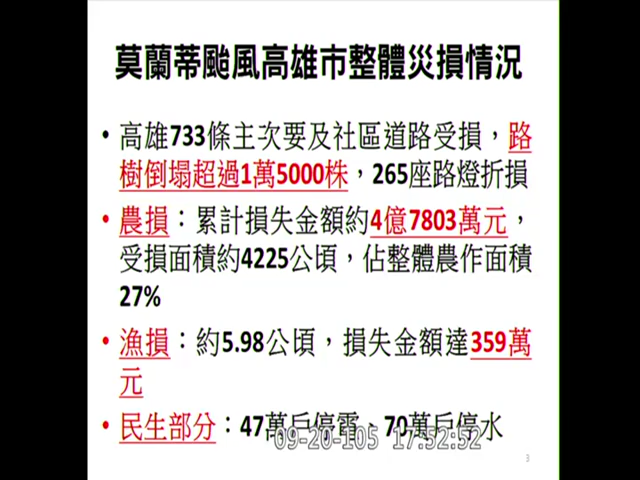 莫蘭蒂颱風高雄市整體災損情況
• 高雄733條主次要及社區道路受損，路
樹倒塌超過1萬5000株，265座路燈折損
• 農損：累計損失金額約4億7803萬元，
受損面積約4225公頃，佔整體農作面積
27%
• 漁損：約5.98公頃，損失金額達359萬
元
• 民生部分：47萬戶停電、70萬戶停水
09-20-105 17:52:52
3